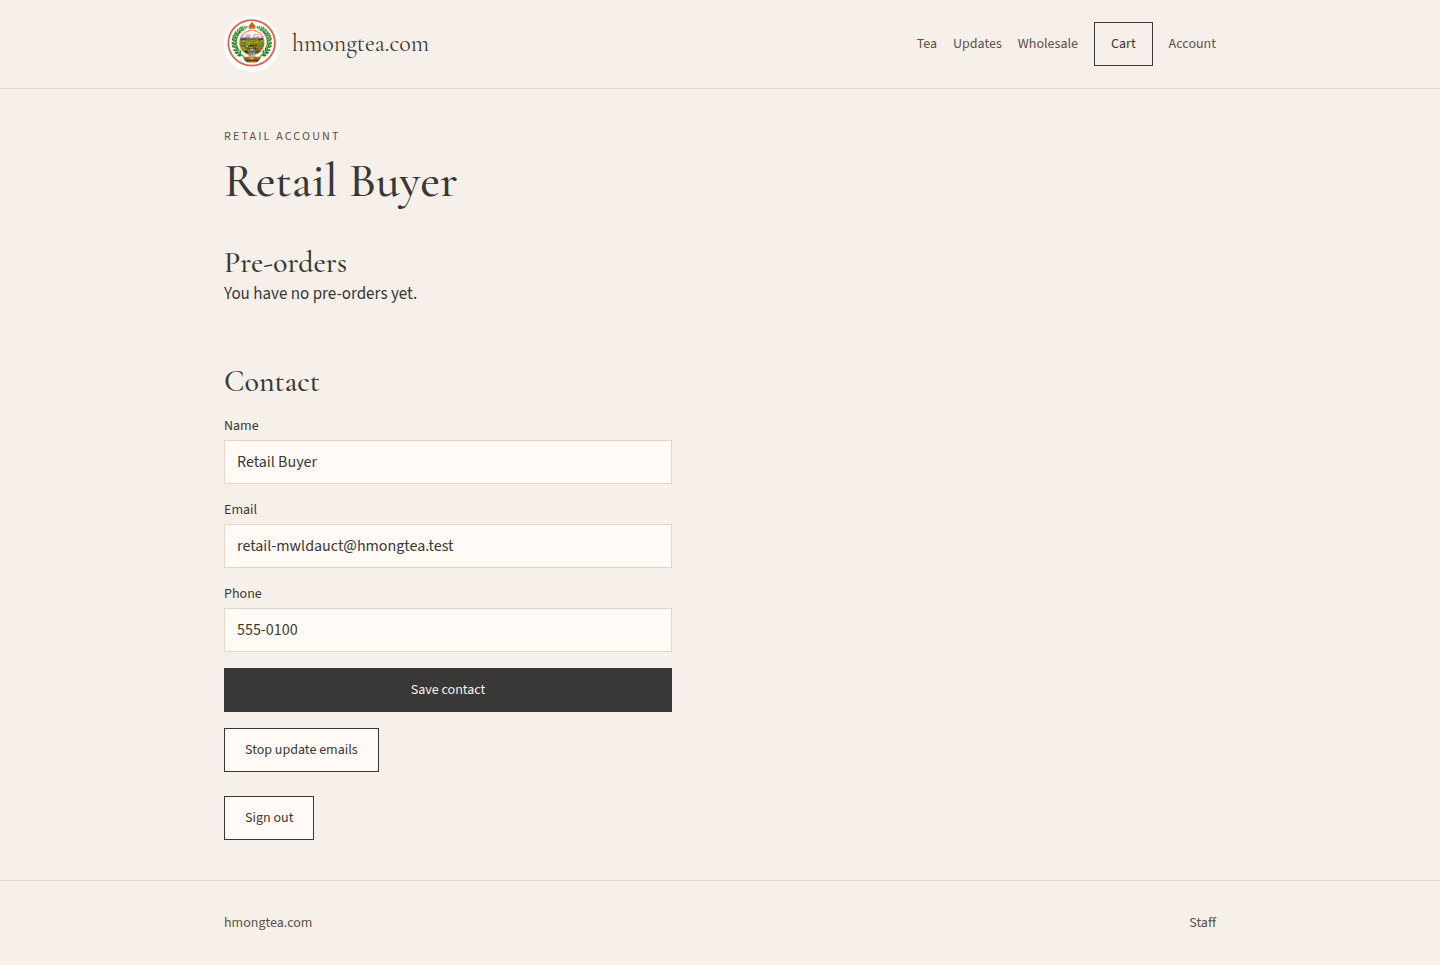 hmongtea.com
Tea
Updates
Wholesale
Cart
Account
RETAIL ACCOUNT
Retail Buyer
Pre-orders
You have no pre-orders yet.
Contact
Name
Retail Buyer
Email
retail-mwldauct@hmongtea.test
Phone
555-0100
Save contact
Stop update emails
Sign out
hmongtea.com
Staff